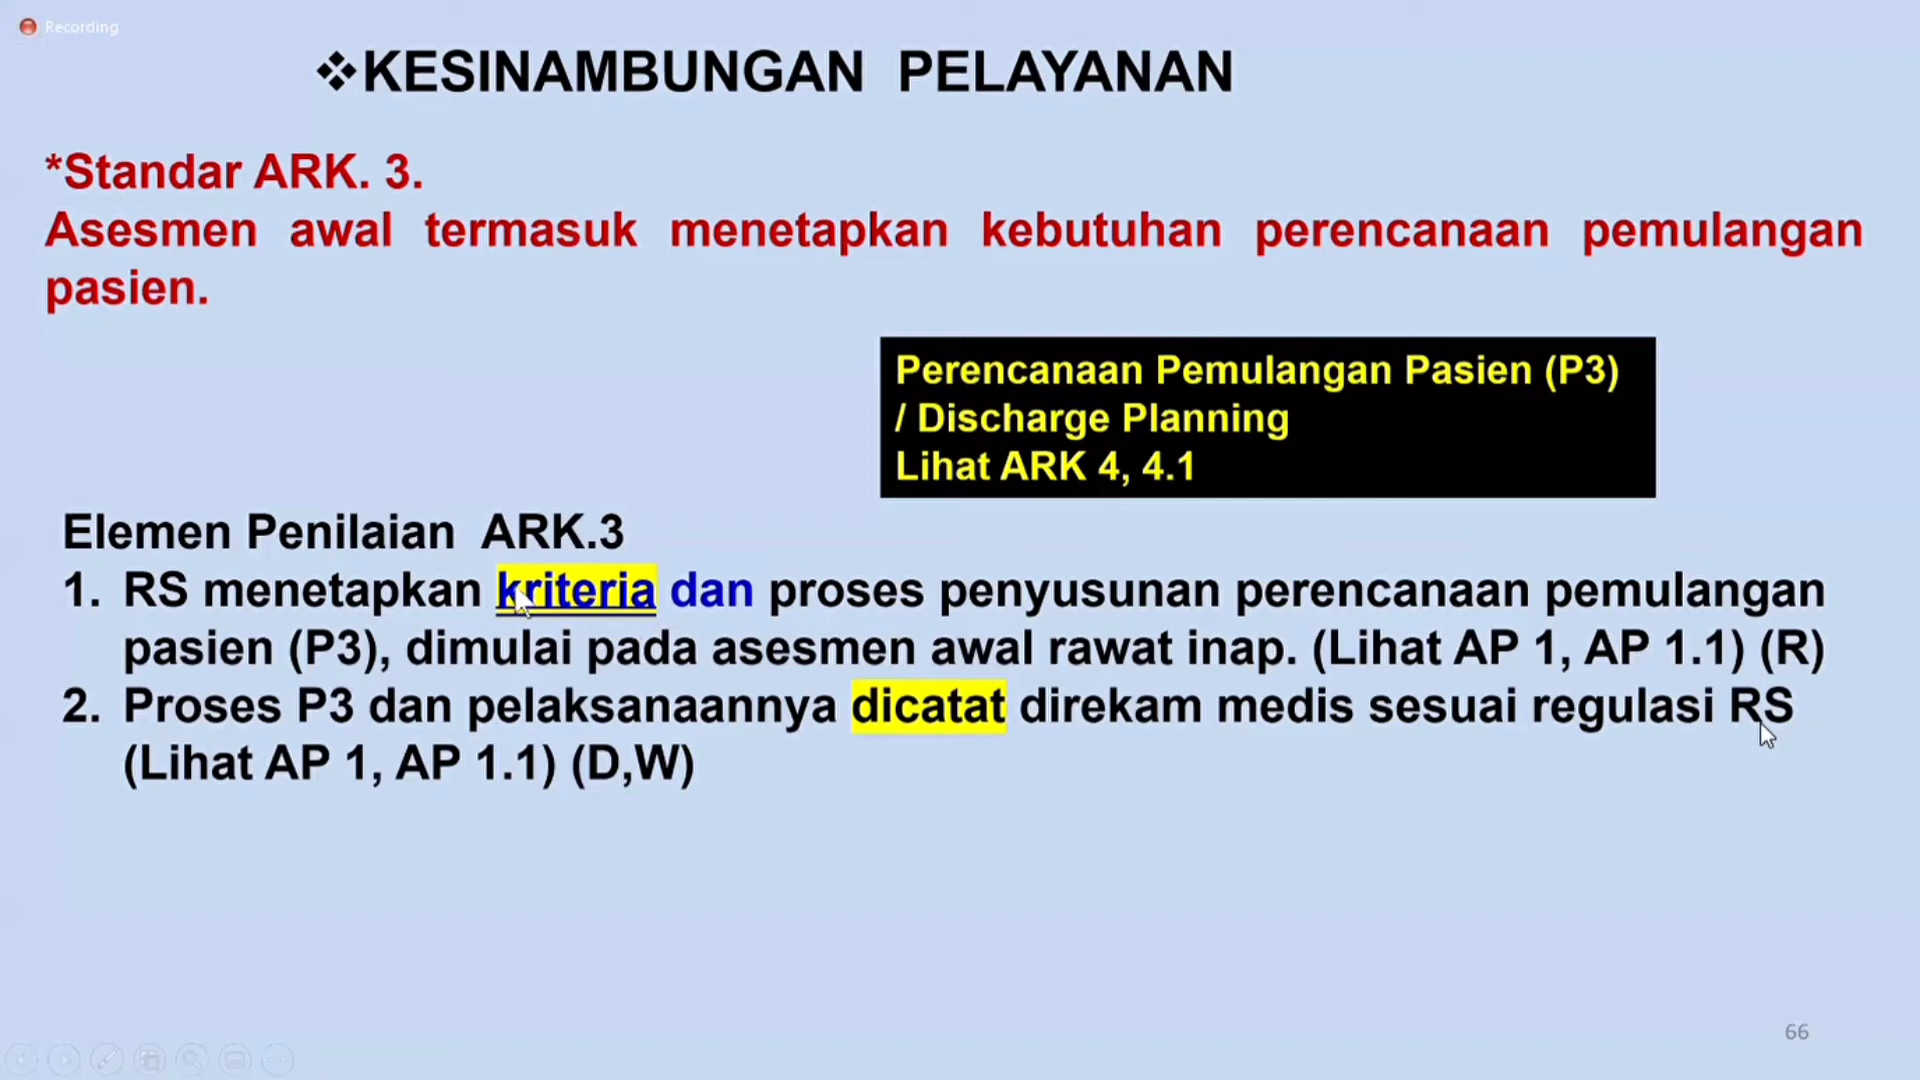 Recording
❖KESINAMBUNGAN PELAYANAN
*Standar ARK. 3.
Asesmen awal termasuk menetapkan kebutuhan perencanaan pemulangan
pasien.
Perencanaan Pemulangan Pasien (P3)
/ Discharge Planning
Lihat ARK 4, 4.1
Elemen Penilaian ARK.3
1. RS menetapkan kriteria dan proses penyusunan perencanaan pemulangan
pasien (P3), dimulai pada asesmen awal rawat inap. (Lihat AP 1, AP 1.1) (R)
2. Proses P3 dan pelaksanaannya dicatat direkam medis sesuai regulasi RS
(Lihat AP 1, AP 1.1) (D,W)
66